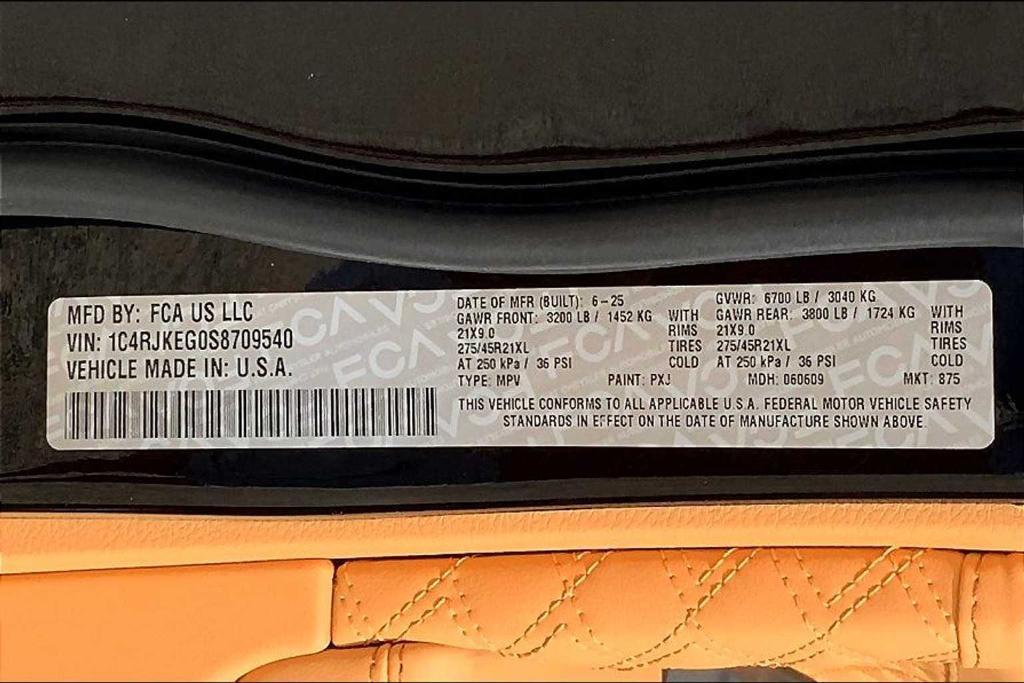 MFD BY: FCA US LLC
VIN: 1C4RJKEG0S8709540
VEHICLE MADE IN: U.S.A.
DATE OF MFR (BUILT): 6-25
GAWR FRONT: 3200 LB / 1452 KG WITH
21X9.0 RIMS
275/45R21XL TIRES
AT 250 kPa / 36 PSI COLD
GVWR: 6700 LB / 3040 KG
GAWR REAR: 3800 LB / 1724 KG WITH
21X9.0 RIMS
275/45R21XL TIRES
AT 250 kPa / 36 PSI COLD
TYPE: MPV PAINT: PXJ MDH: 060609 MKT: 875
THIS VEHICLE CONFORMS TO ALL APPLICABLE U.S.A. FEDERAL MOTOR VEHICLE SAFETY
STANDARDS IN EFFECT ON THE DATE OF MANUFACTURE SHOWN ABOVE.